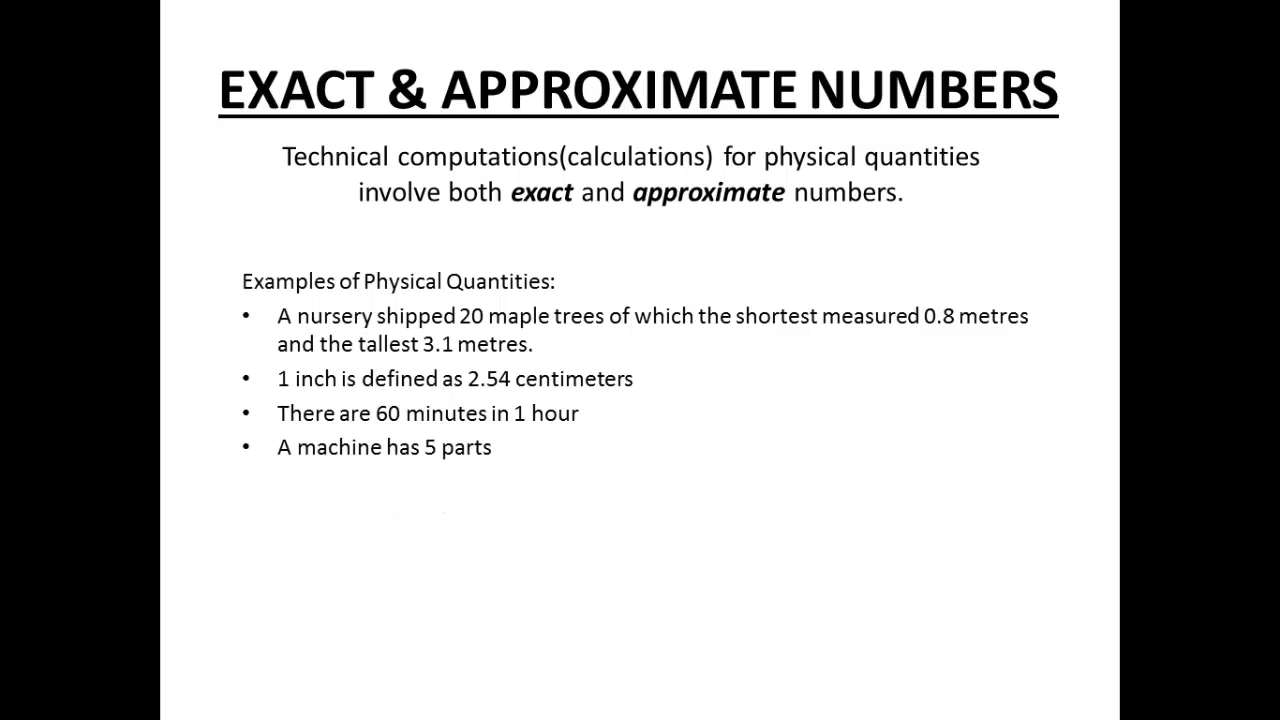 EXACT & APPROXIMATE NUMBERS
Technical computations(calculations) for physical quantities
involve both exact and approximate numbers.
Examples of Physical Quantities:
• A nursery shipped 20 maple trees of which the shortest measured 0.8 metres
and the tallest 3.1 metres.
• 1 inch is defined as 2.54 centimeters
• There are 60 minutes in 1 hour
• A machine has 5 parts